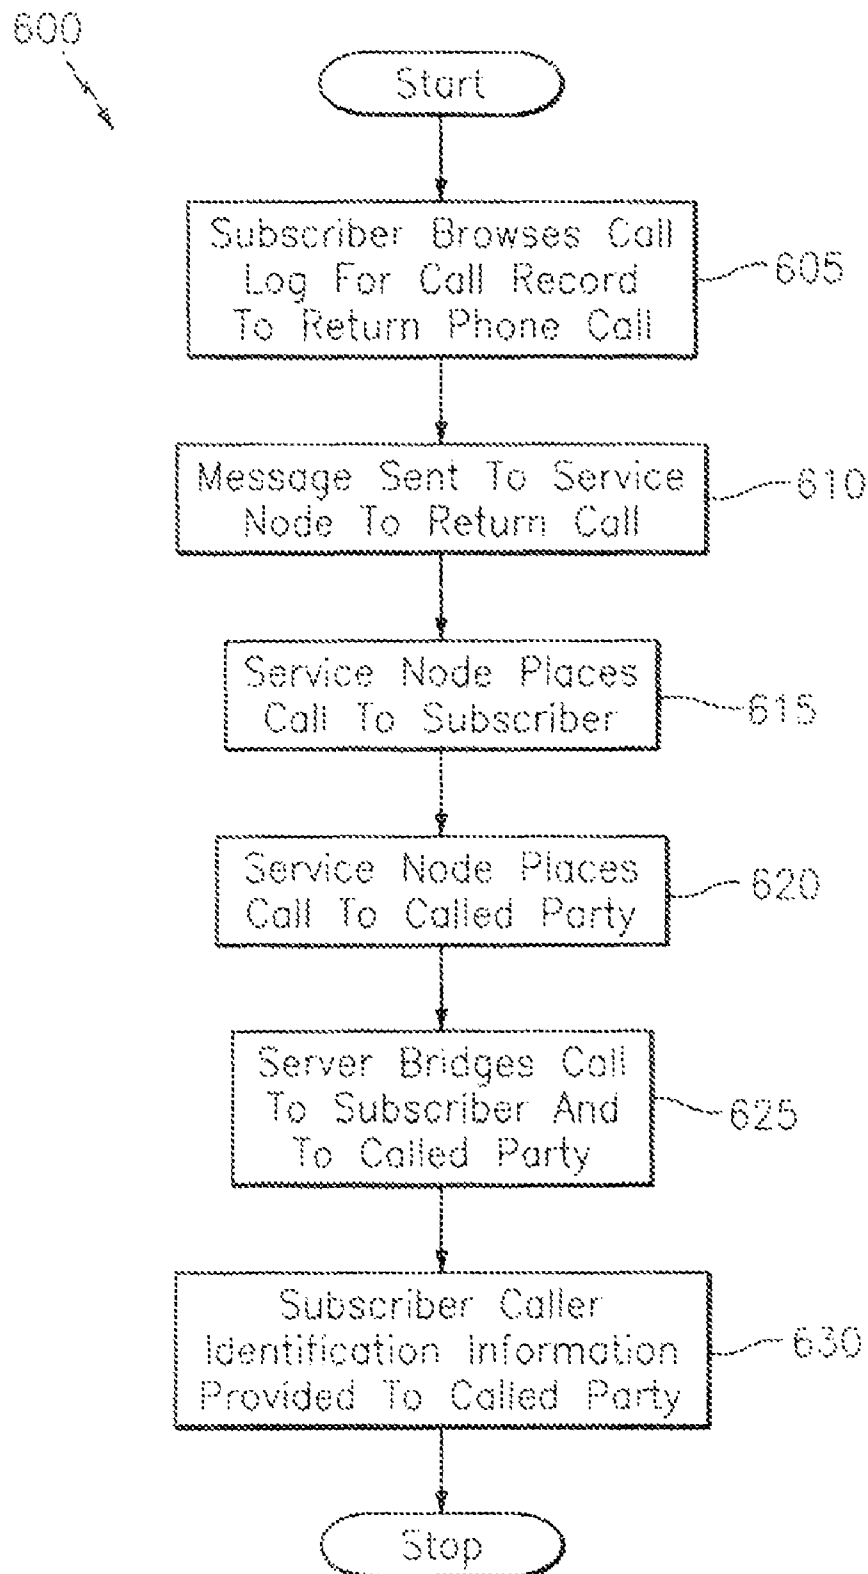 600
Start
Subscriber Browses Call
Log For Call Record
To Return Phone Call
605
Message Sent To Service
Node To Return Call
610
Service Node Places
Call To Subscriber
615
Service Node Places
Call To Called Party
620
Server Bridges Call
To Subscriber And
To Called Party
625
Subscriber Caller
Identification Information
Provided To Called Party
630
Stop